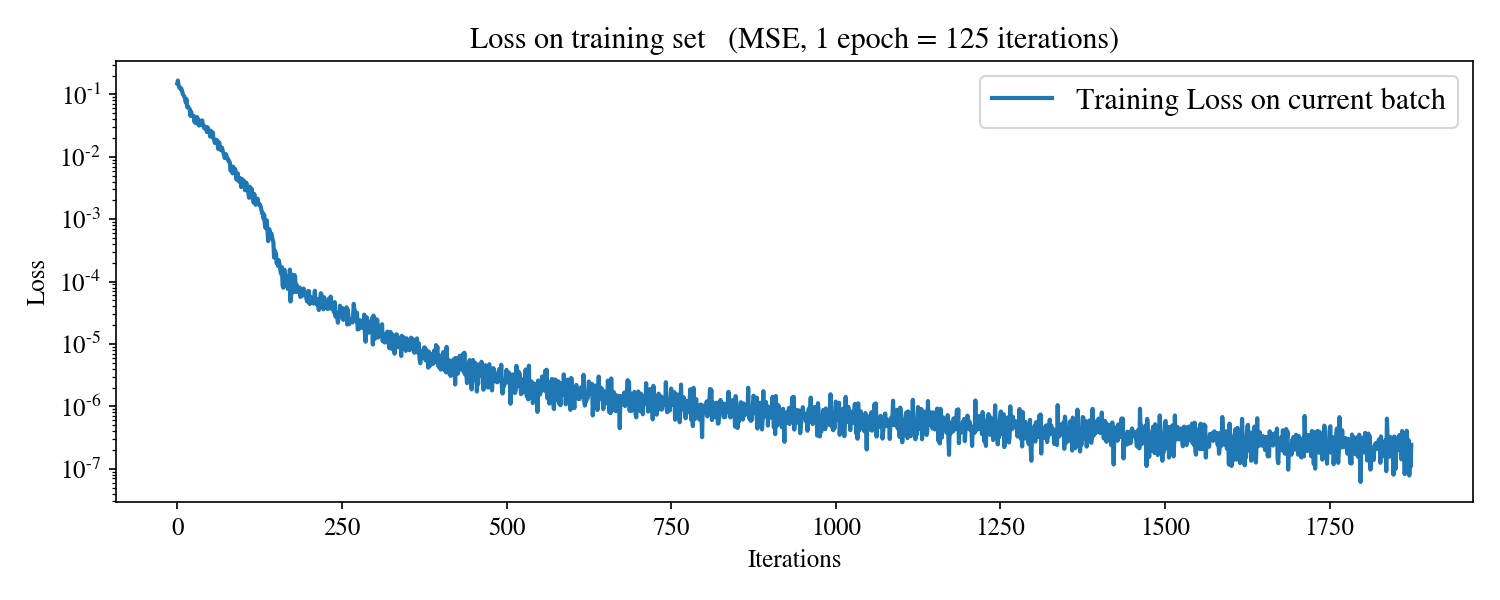 Loss on training set   (MSE, 1 epoch = 125 iterations)
Training Loss on current batch
Loss
10⁻¹
10⁻²
10⁻³
10⁻⁴
10⁻⁵
10⁻⁶
10⁻⁷
0 250 500 750 1000 1250 1500 1750
Iterations